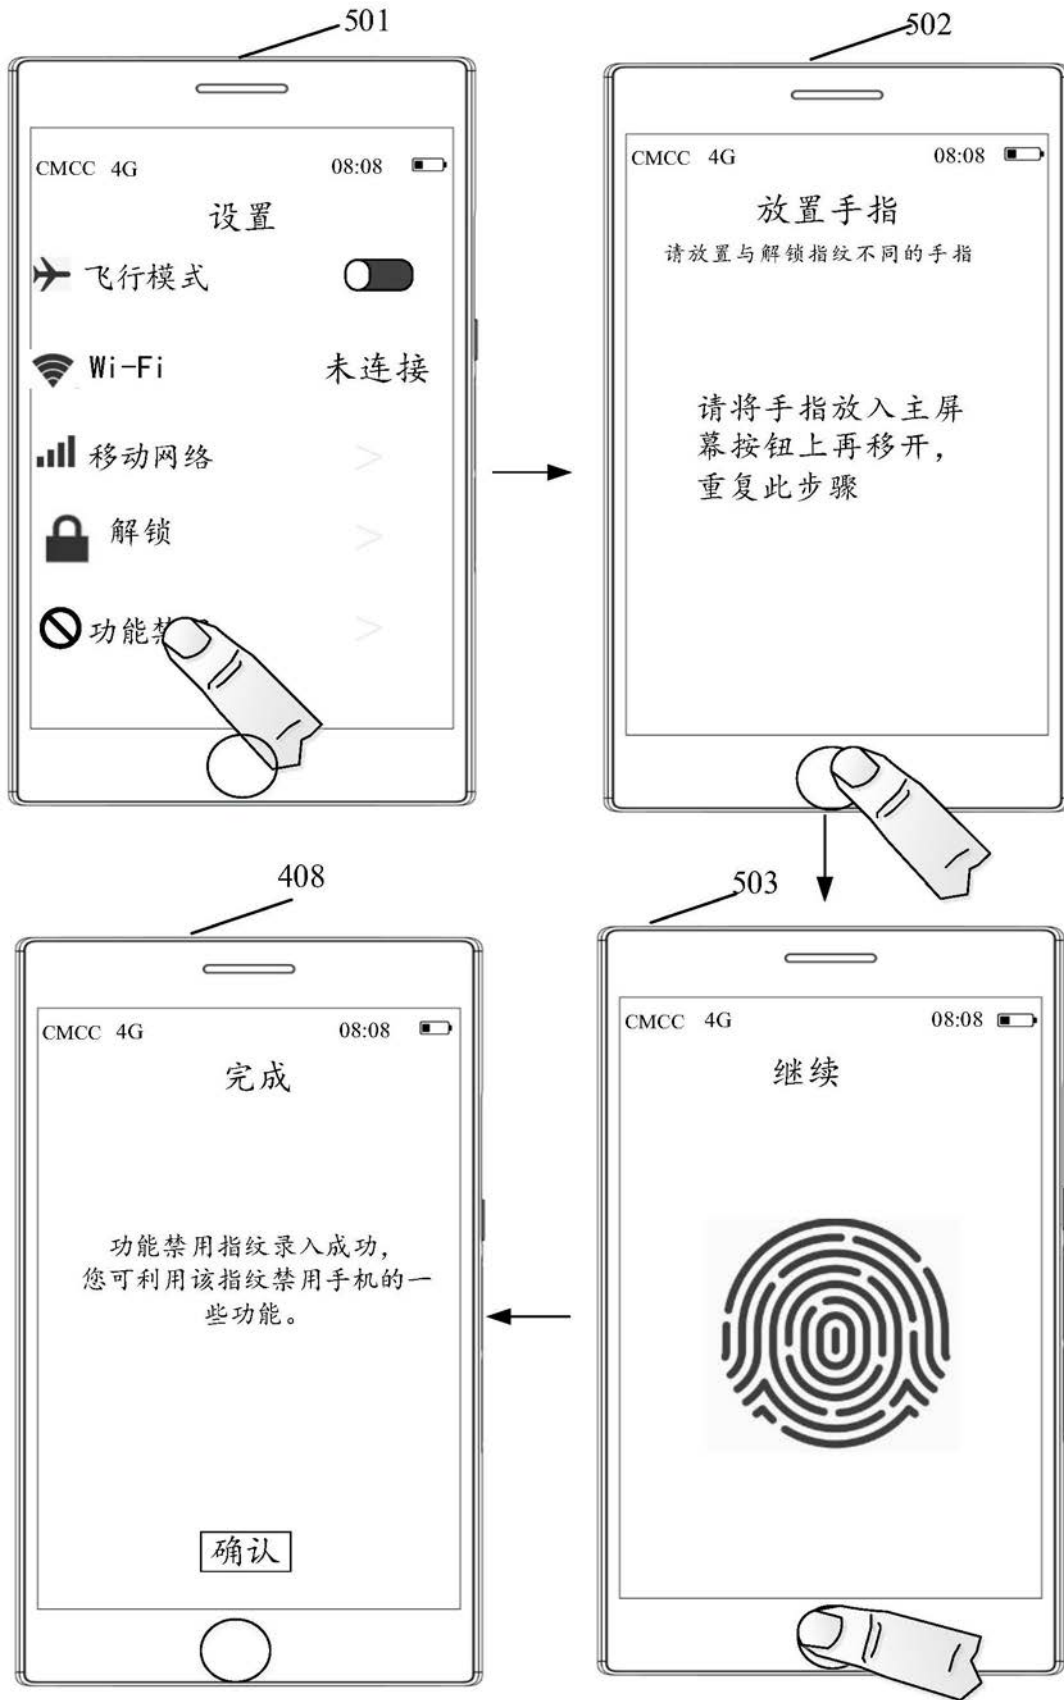 501
CMCC 4G 08:08
设置
飞行模式
Wi-Fi 未连接
移动网络 >
解锁 >
功能禁 >
502
CMCC 4G 08:08
放置手指
请放置与解锁指纹不同的手指
请将手指放入主屏
幕按钮上再移开，
重复此步骤
408
CMCC 4G 08:08
完成
功能禁用指纹录入成功，
您可利用该指纹禁用手机的一
些功能。
确认
503
CMCC 4G 08:08
继续